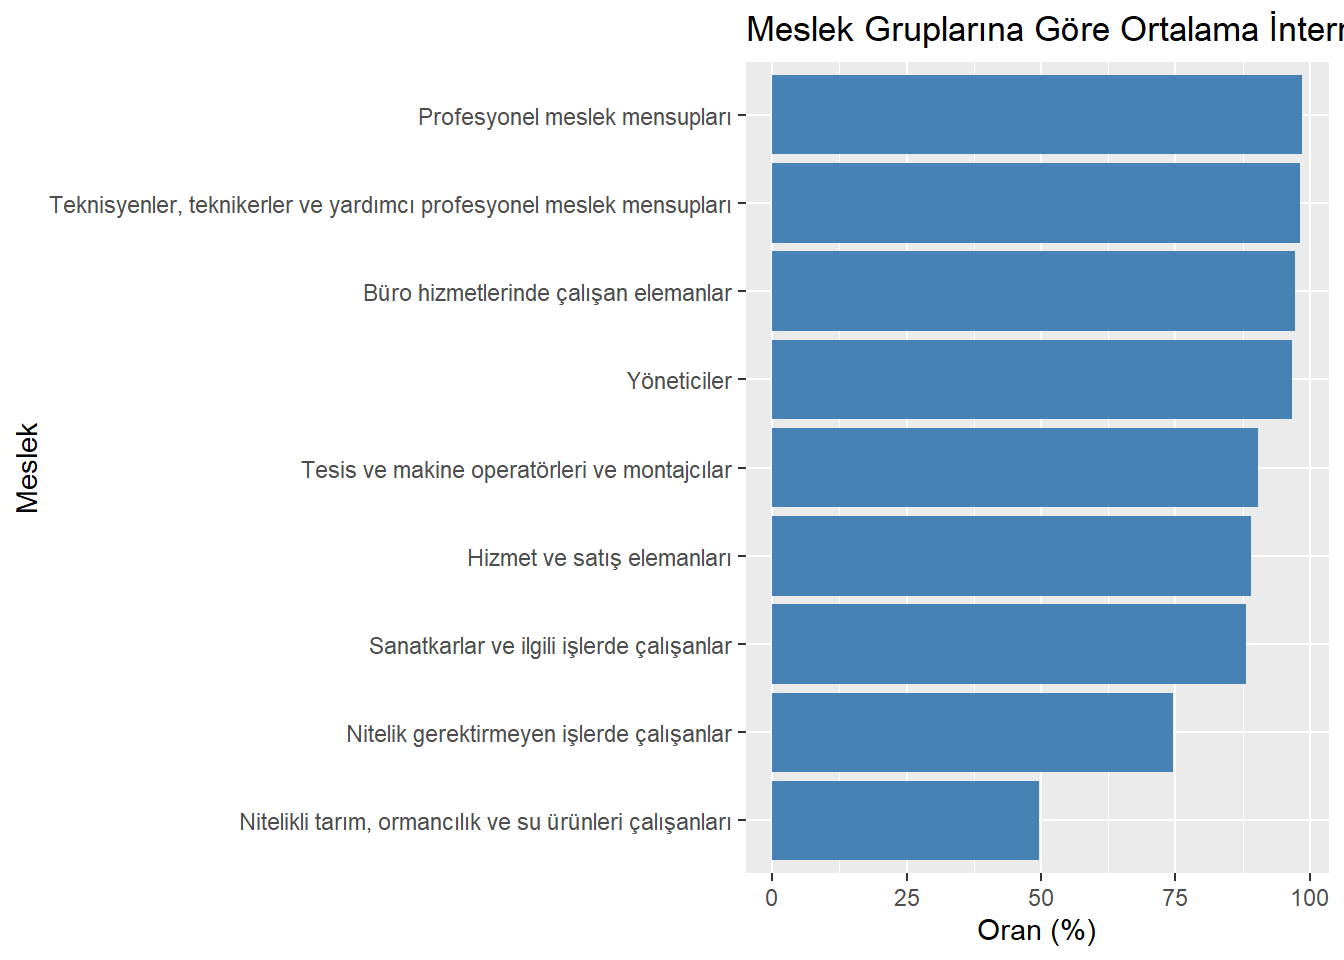 Meslek Gruplarına Göre Ortalama İntern
Profesyonel meslek mensupları
Teknisyenler, teknikerler ve yardımcı profesyonel meslek mensupları
Büro hizmetlerinde çalışan elemanlar
Yöneticiler
Tesis ve makine operatörleri ve montajcılar
Hizmet ve satış elemanları
Sanatkarlar ve ilgili işlerde çalışanlar
Nitelik gerektirmeyen işlerde çalışanlar
Nitelikli tarım, ormancılık ve su ürünleri çalışanları
Meslek
0 25 50 75 100
Oran (%)